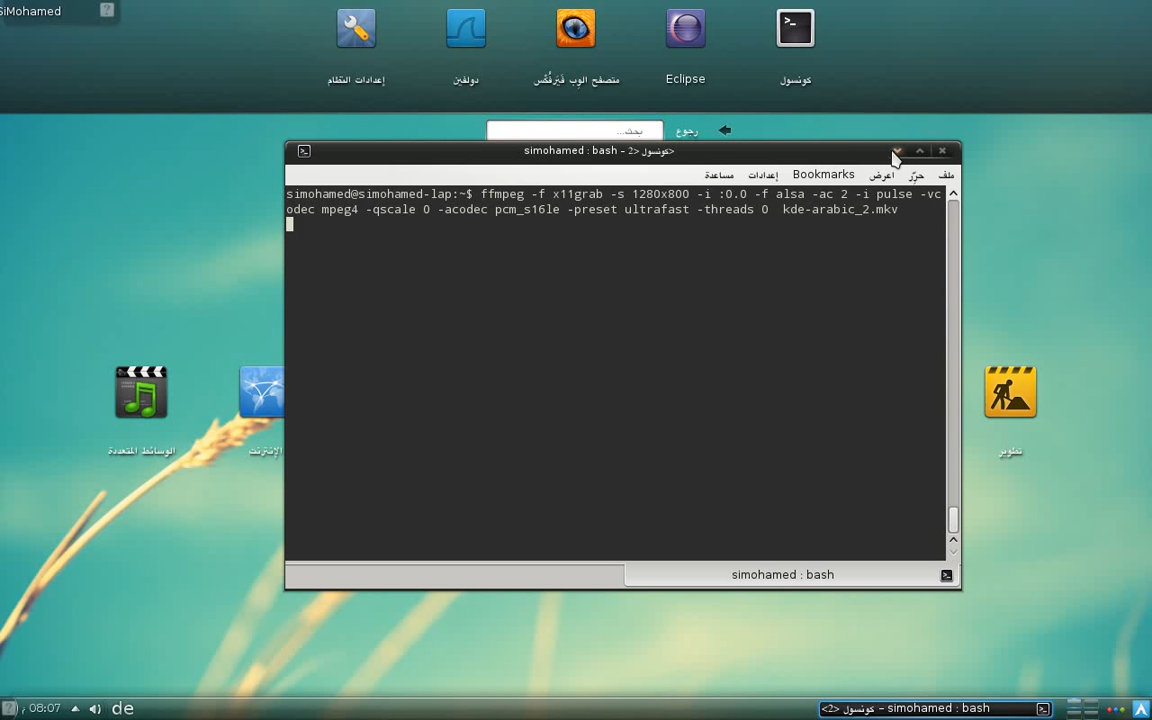 SiMohamed
إعدادات النظام
دولفين
متصفح الوِب فَيَرفُكْس
Eclipse
كونسول
بحث...
رجوع
simohamed : bash – كونسول <2>
ملف
حرّر
اعرض
Bookmarks
إعدادات
مساعدة
simohamed@simohamed-lap:~$ ffmpeg -f x11grab -s 1280x800 -i :0.0 -f alsa -ac 2 -i pulse -vc
odec mpeg4 -qscale 0 -acodec pcm_s16le -preset ultrafast -threads 0  kde-arabic_2.mkv
الوسائط المتعددة
الإنترنت
تطوير
simohamed : bash
08:07
de
simohamed : bash – كونسول <2>